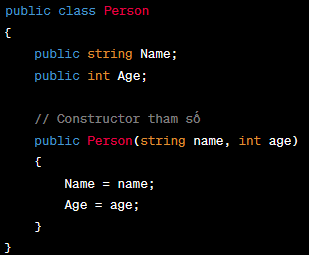 public class Person
{
    public string Name;
    public int Age;

    // Constructor tham số
    public Person(string name, int age)
    {
        Name = name;
        Age = age;
    }
}